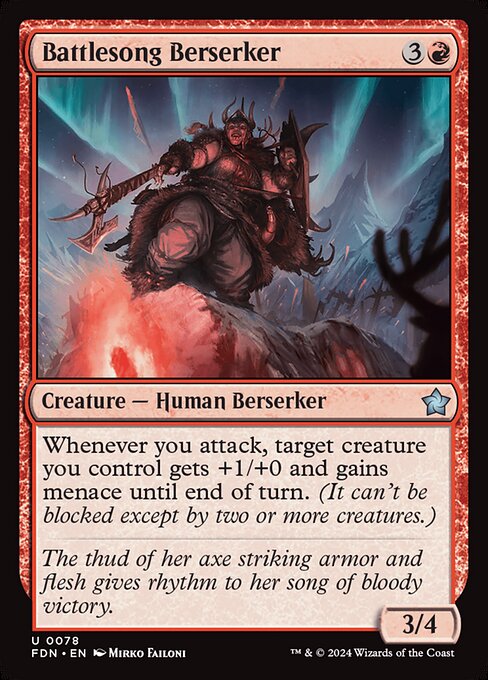 Battlesong Berserker 3
Creature — Human Berserker
Whenever you attack, target creature
you control gets +1/+0 and gains
menace until end of turn. (It can't be
blocked except by two or more creatures.)
The thud of her axe striking armor and
flesh gives rhythm to her song of bloody
victory.
3/4
U 0078
FDN • EN Mirko Failoni
™ & © 2024 Wizards of the Coast